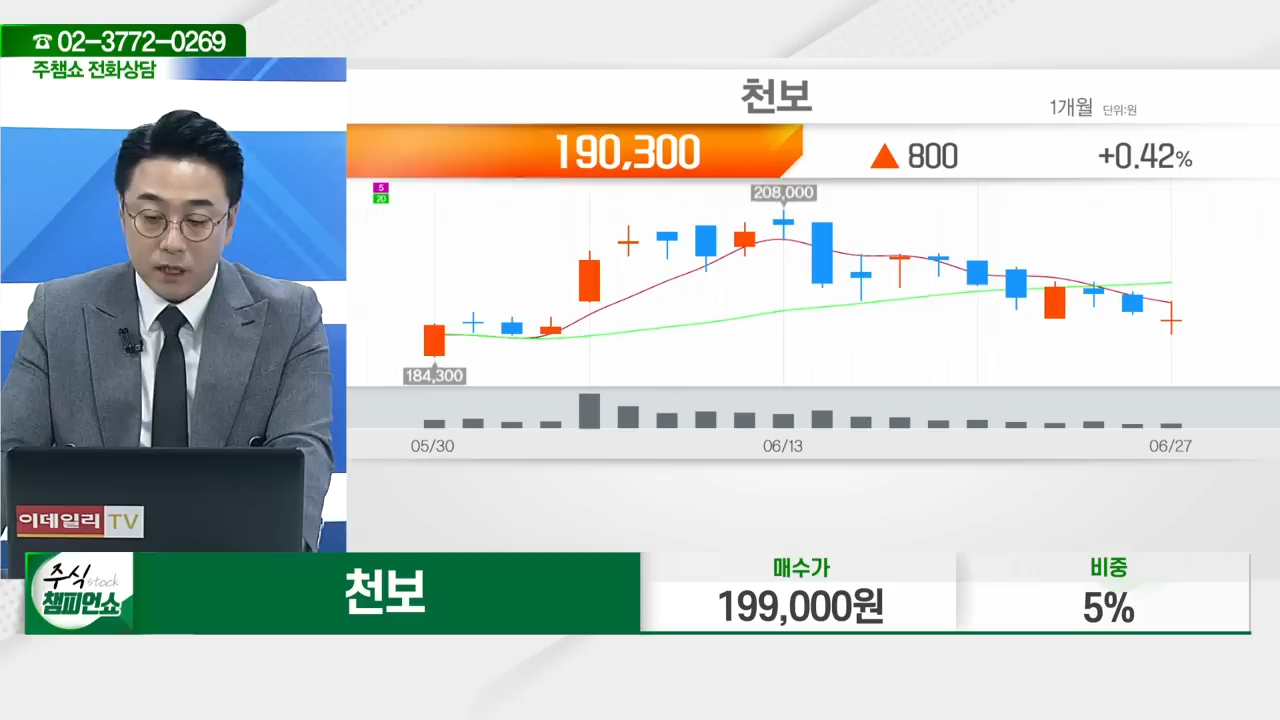 ☎ 02-3772-0269
주챔쇼 전화상담
천보
1개월 단위:원
190,300 ▲ 800 +0.42%
5
20
208,000
184,300
05/30 06/13 06/27
이데일리 TV
주식 stock
챔피언쇼
천보
매수가
199,000원
비중
5%